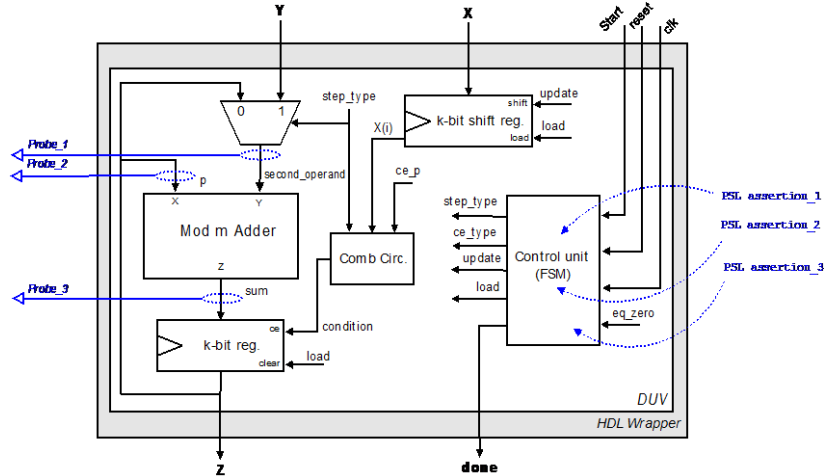 Y
X
Start
reset
clk
0 1
step_type
shift
update
k-bit shift reg.
X(i)
load
load
Probe_1
Probe_2
p
second_operand
ce_p
X
Y
Mod m Adder
Z
step_type
PSL assertion_1
ce_type
PSL assertion_2
Comb Circ.
update
Control unit
(FSM)
PSL assertion_3
load
Probe_3
sum
eq_zero
ce
condition
k-bit reg.
clear
load
DUV
HDL Wrapper
Z
done